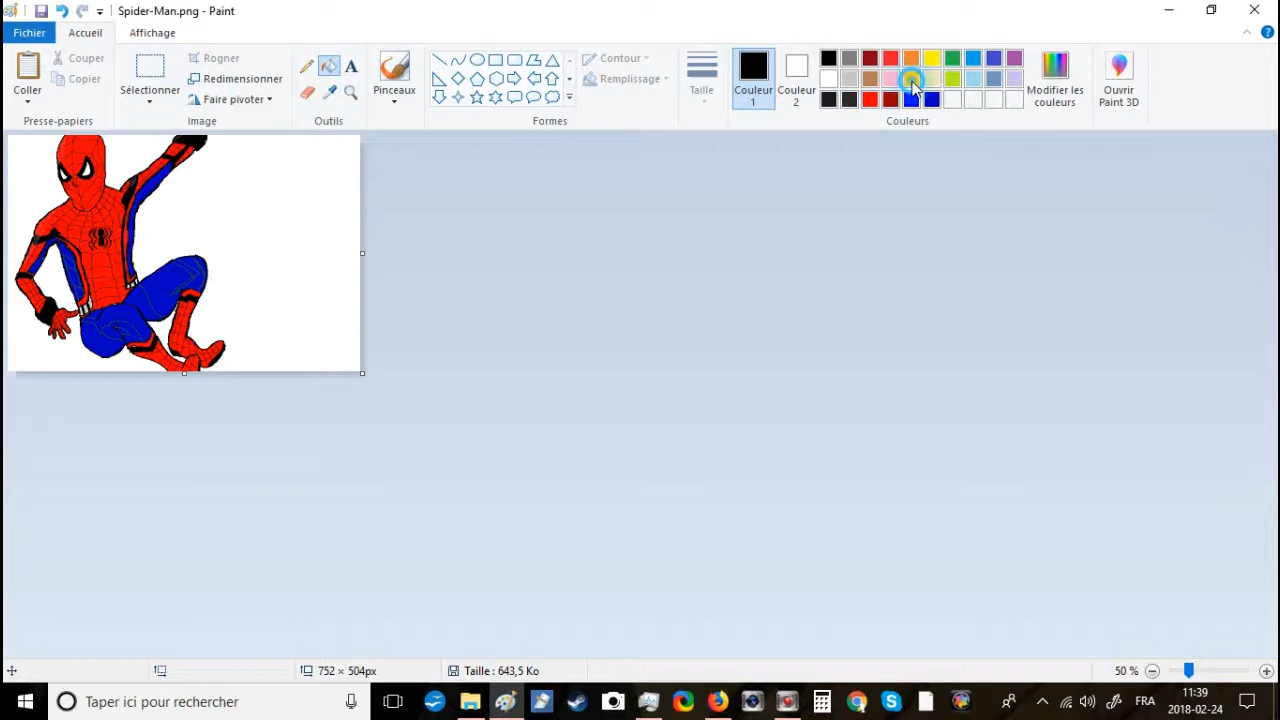 Spider-Man.png - Paint
Fichier Accueil Affichage
Coller
Couper
Copier
Presse-papiers
Sélectionner
Rogner
Redimensionner
Faire pivoter
Image
A
Outils
Pinceaux
Contour
Remplissage
Formes
Taille
Couleur 1
Couleur 2
Couleurs
Modifier les couleurs
Ouvrir Paint 3D
752 × 504px
Taille : 643,5 Ko
50 %
Taper ici pour rechercher
FRA
11:39
2018-02-24